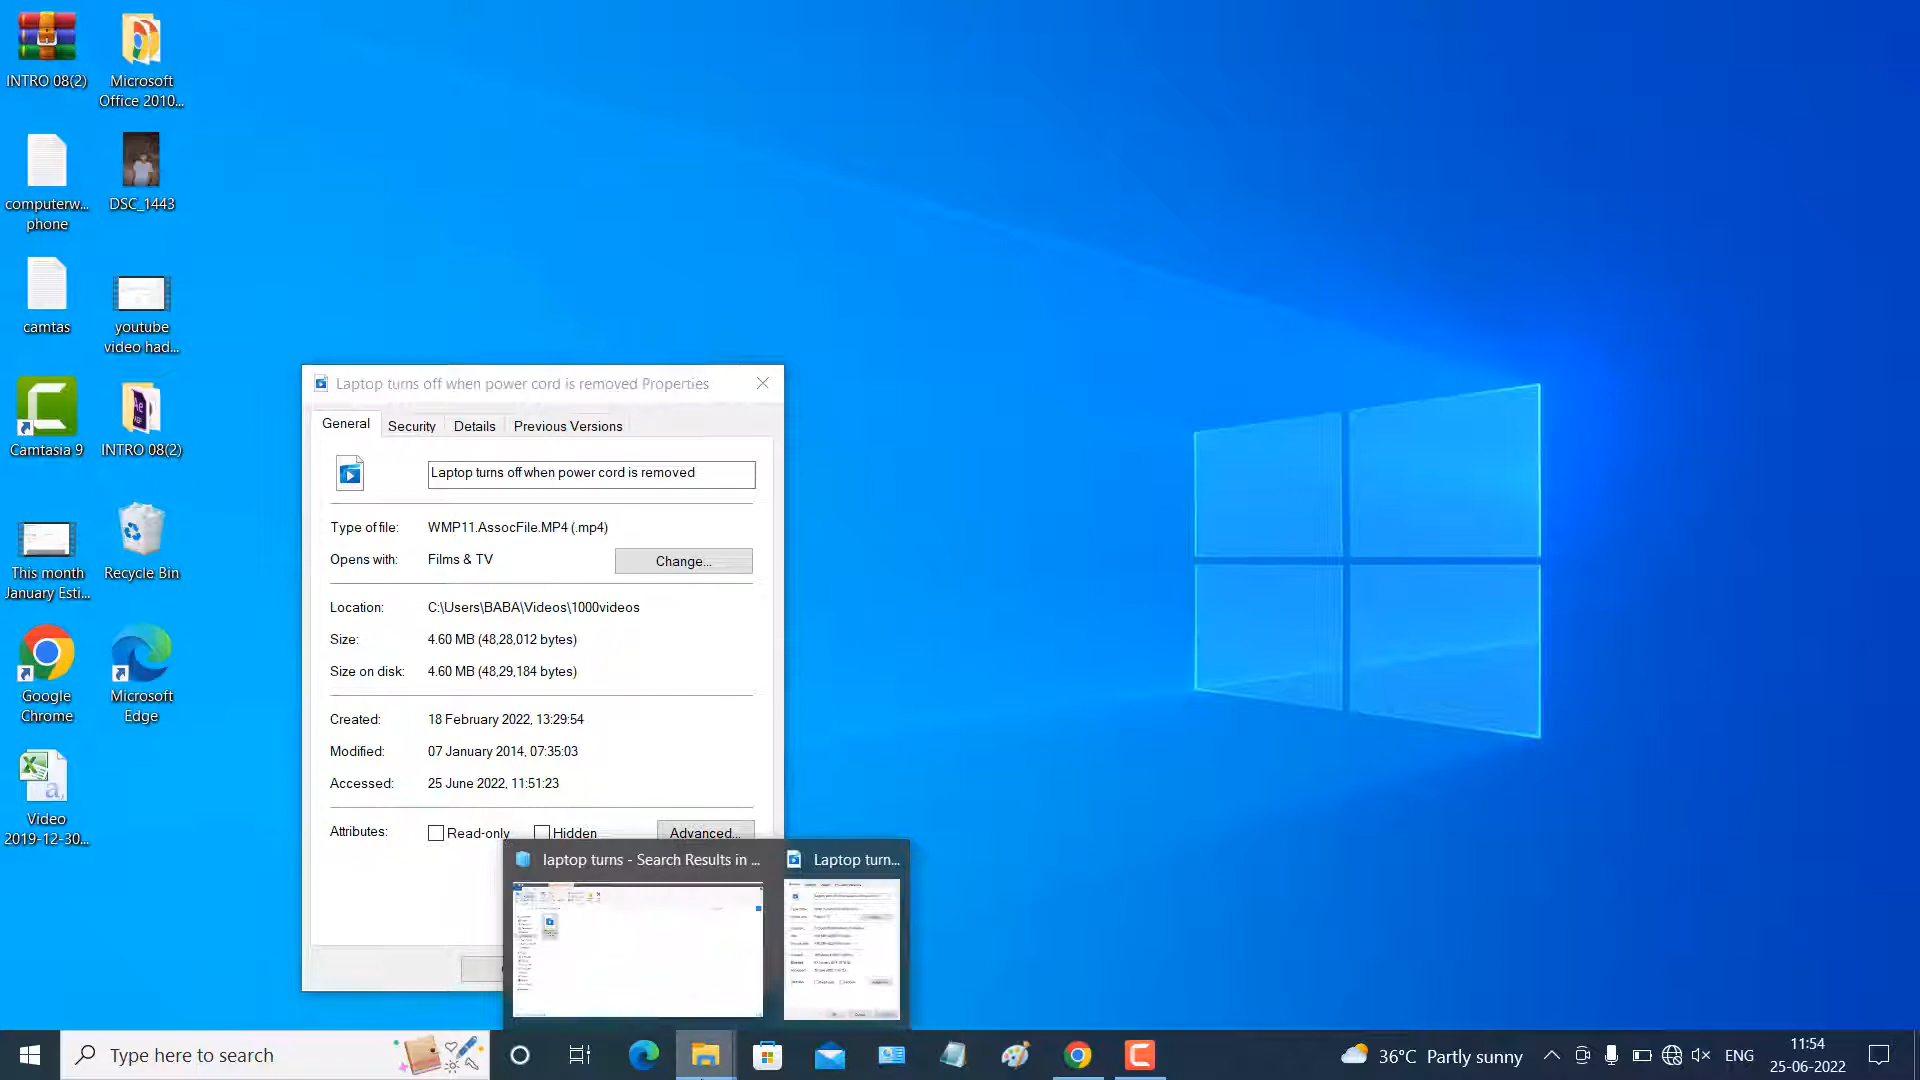 INTRO 08(2)
Microsoft
Office 2010...
computerw...
phone
DSC_1443
camtas
youtube
video had...
Camtasia 9
INTRO 08(2)
This month
January Esti...
Recycle Bin
Google
Chrome
Microsoft
Edge
Video
2019-12-30...
Laptop turns off when power cord is removed Properties
General
Security
Details
Previous Versions
Laptop turns off when power cord is removed
Type of file: WMP11.AssocFile.MP4 (.mp4)
Opens with: Films & TV
Change...
Location: C:\Users\BABA\Videos\1000videos
Size: 4.60 MB (48,28,012 bytes)
Size on disk: 4.60 MB (48,29,184 bytes)
Created: 18 February 2022, 13:29:54
Modified: 07 January 2014, 07:35:03
Accessed: 25 June 2022, 11:51:23
Attributes:
Read-only
Hidden
Advanced...
laptop turns - Search Results in ...
Laptop turn...
Type here to search
36°C Partly sunny
ENG
11:54
25-06-2022